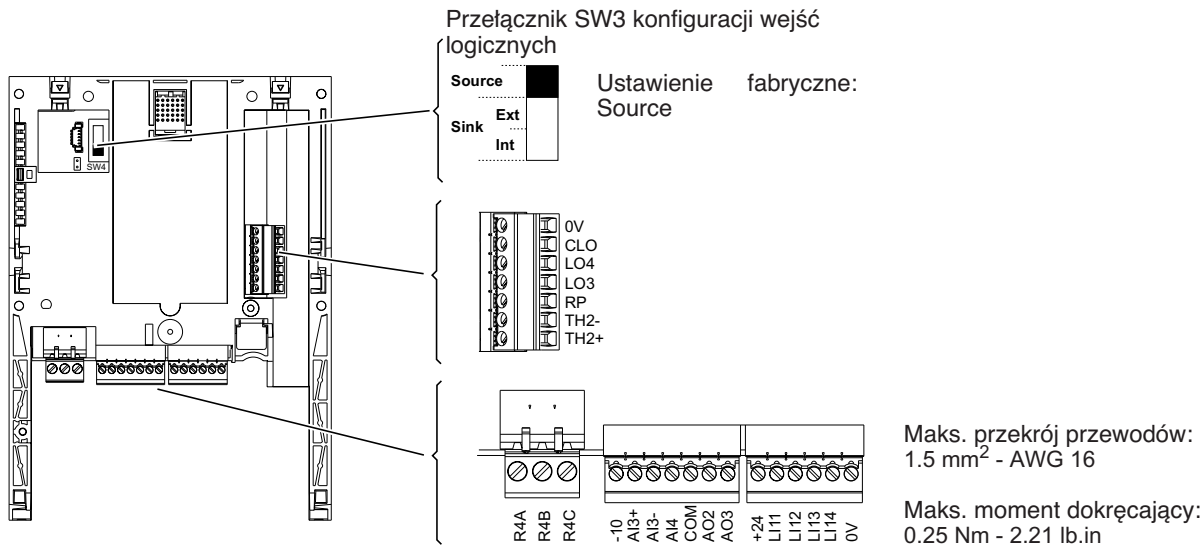 Przełącznik SW3 konfiguracji wejść
logicznych
Source
Ustawienie fabryczne:
Source
Sink
Ext
Int
SW4
0V
CLO
LO4
LO3
RP
TH2-
TH2+
R4A
R4B
R4C
-10
AI3+
AI3-
AI4
COM
AO2
AO3
+24
LI11
LI12
LI13
LI14
0V
Maks. przekrój przewodów:
1.5 mm² - AWG 16
Maks. moment dokręcający:
0.25 Nm - 2.21 lb.in